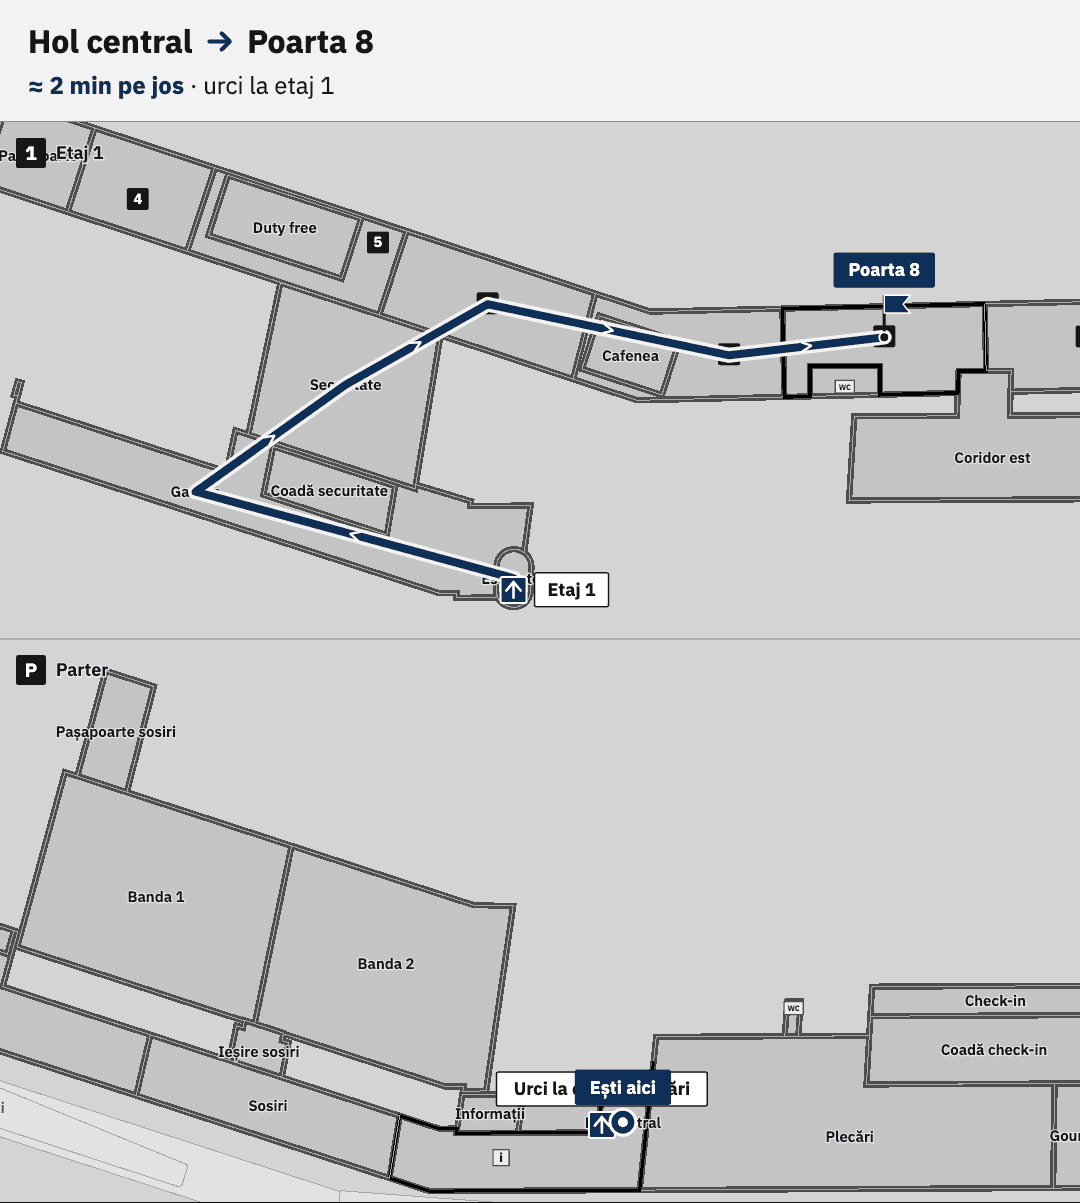 Hol central → Poarta 8
≈ 2 min pe jos · urci la etaj 1
1 Etaj 1
4
Duty free
5
Poarta 8
Cafenea
wc
Coridor est
Coadă securitate
Etaj 1
P Parter
Pașapoarte sosiri
Banda 1
Banda 2
wc
Check-in
Coadă check-in
Ieșire sosiri
Urci la
Ești aici
Sosiri
Informații
Plecări
i